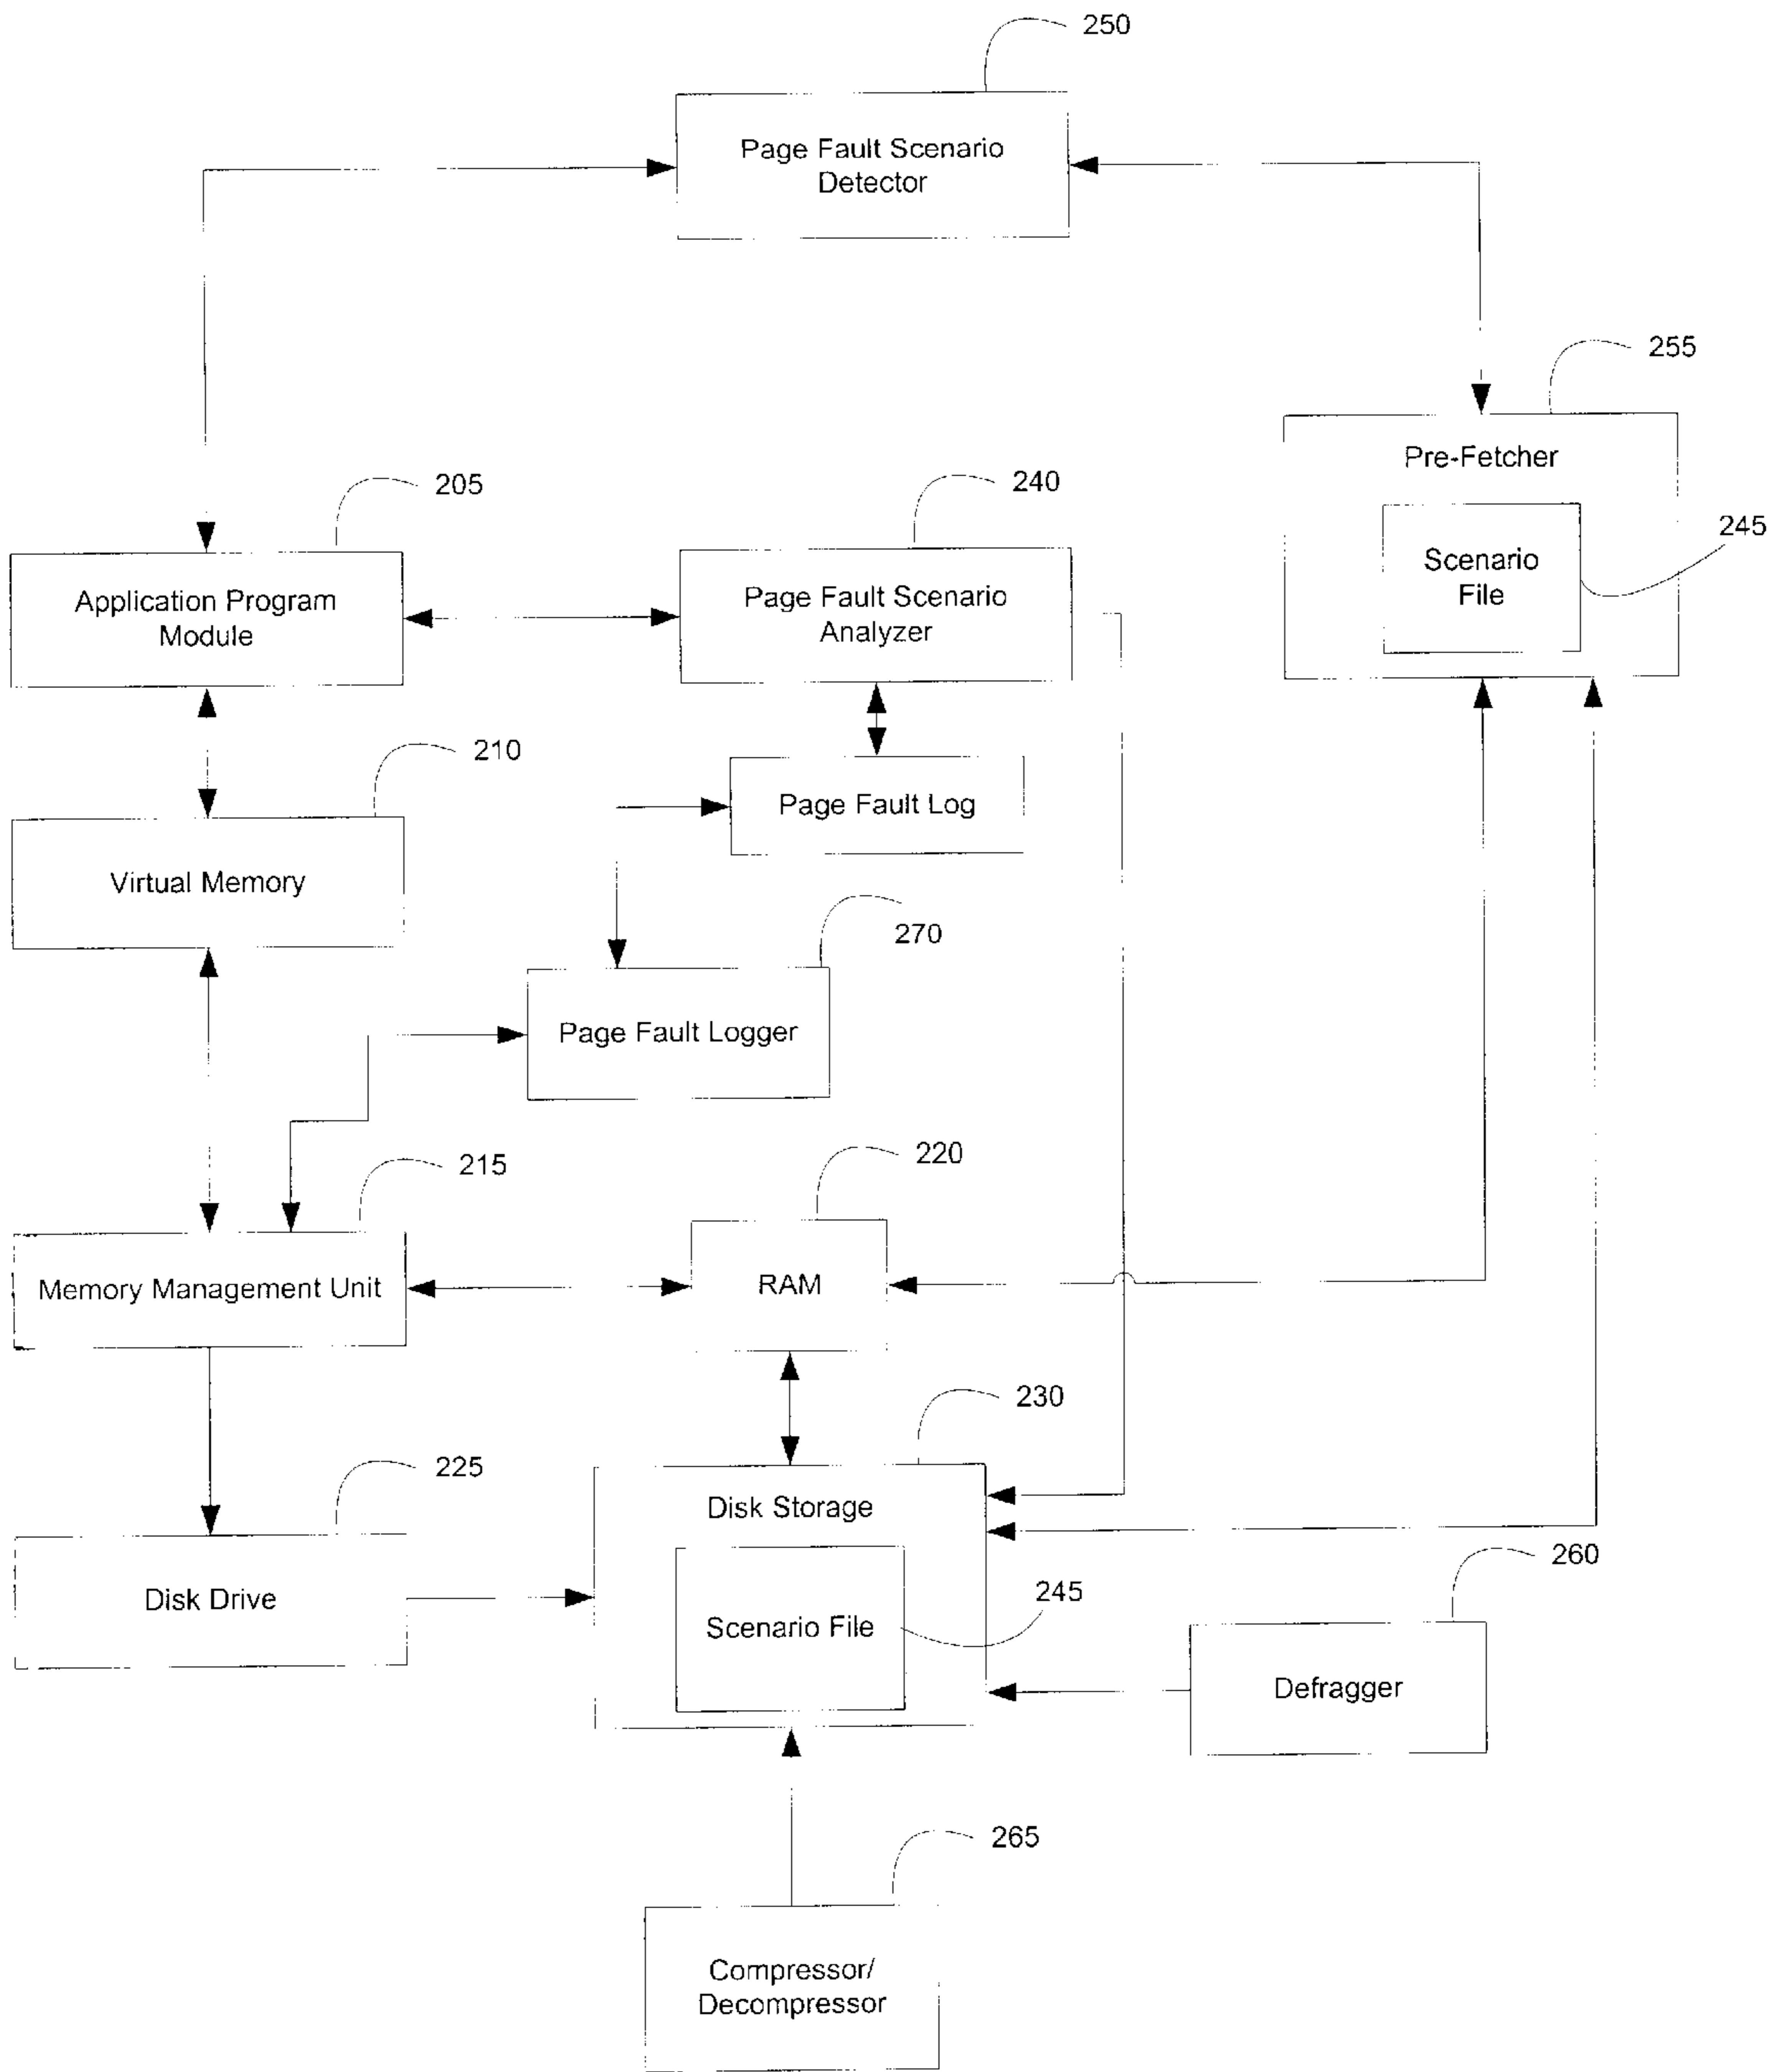 250
Page Fault Scenario
Detector
255
Pre-Fetcher
245
Scenario
File
205
Application Program
Module
240
Page Fault Scenario
Analyzer
210
Virtual Memory
Page Fault Log
270
Page Fault Logger
215
Memory Management Unit
220
RAM
230
Disk Storage
225
Disk Drive
245
Scenario File
260
Defragger
265
Compressor/
Decompressor